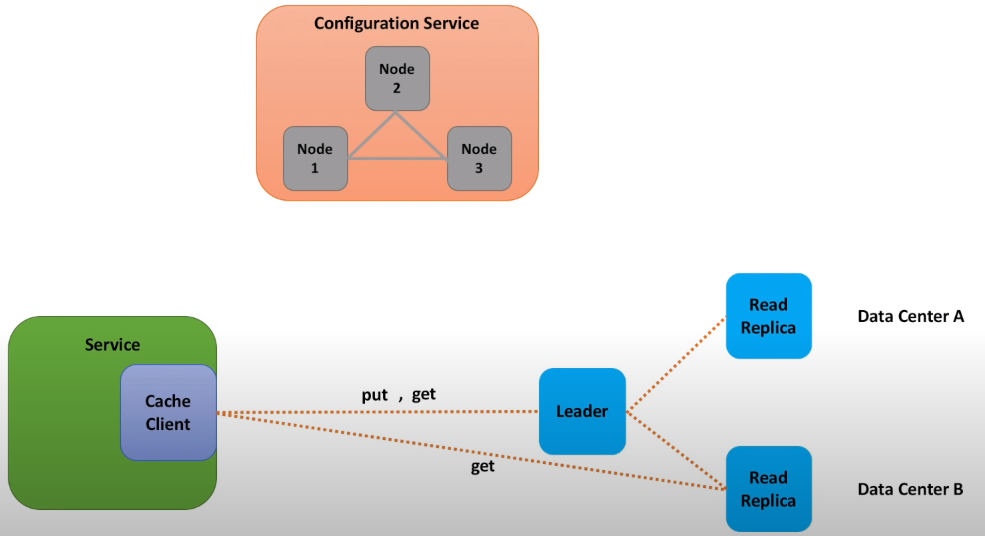 Configuration Service
Node
2
Node
1
Node
3
Service
Cache
Client
put , get
get
Leader
Read
Replica
Data Center A
Read
Replica
Data Center B